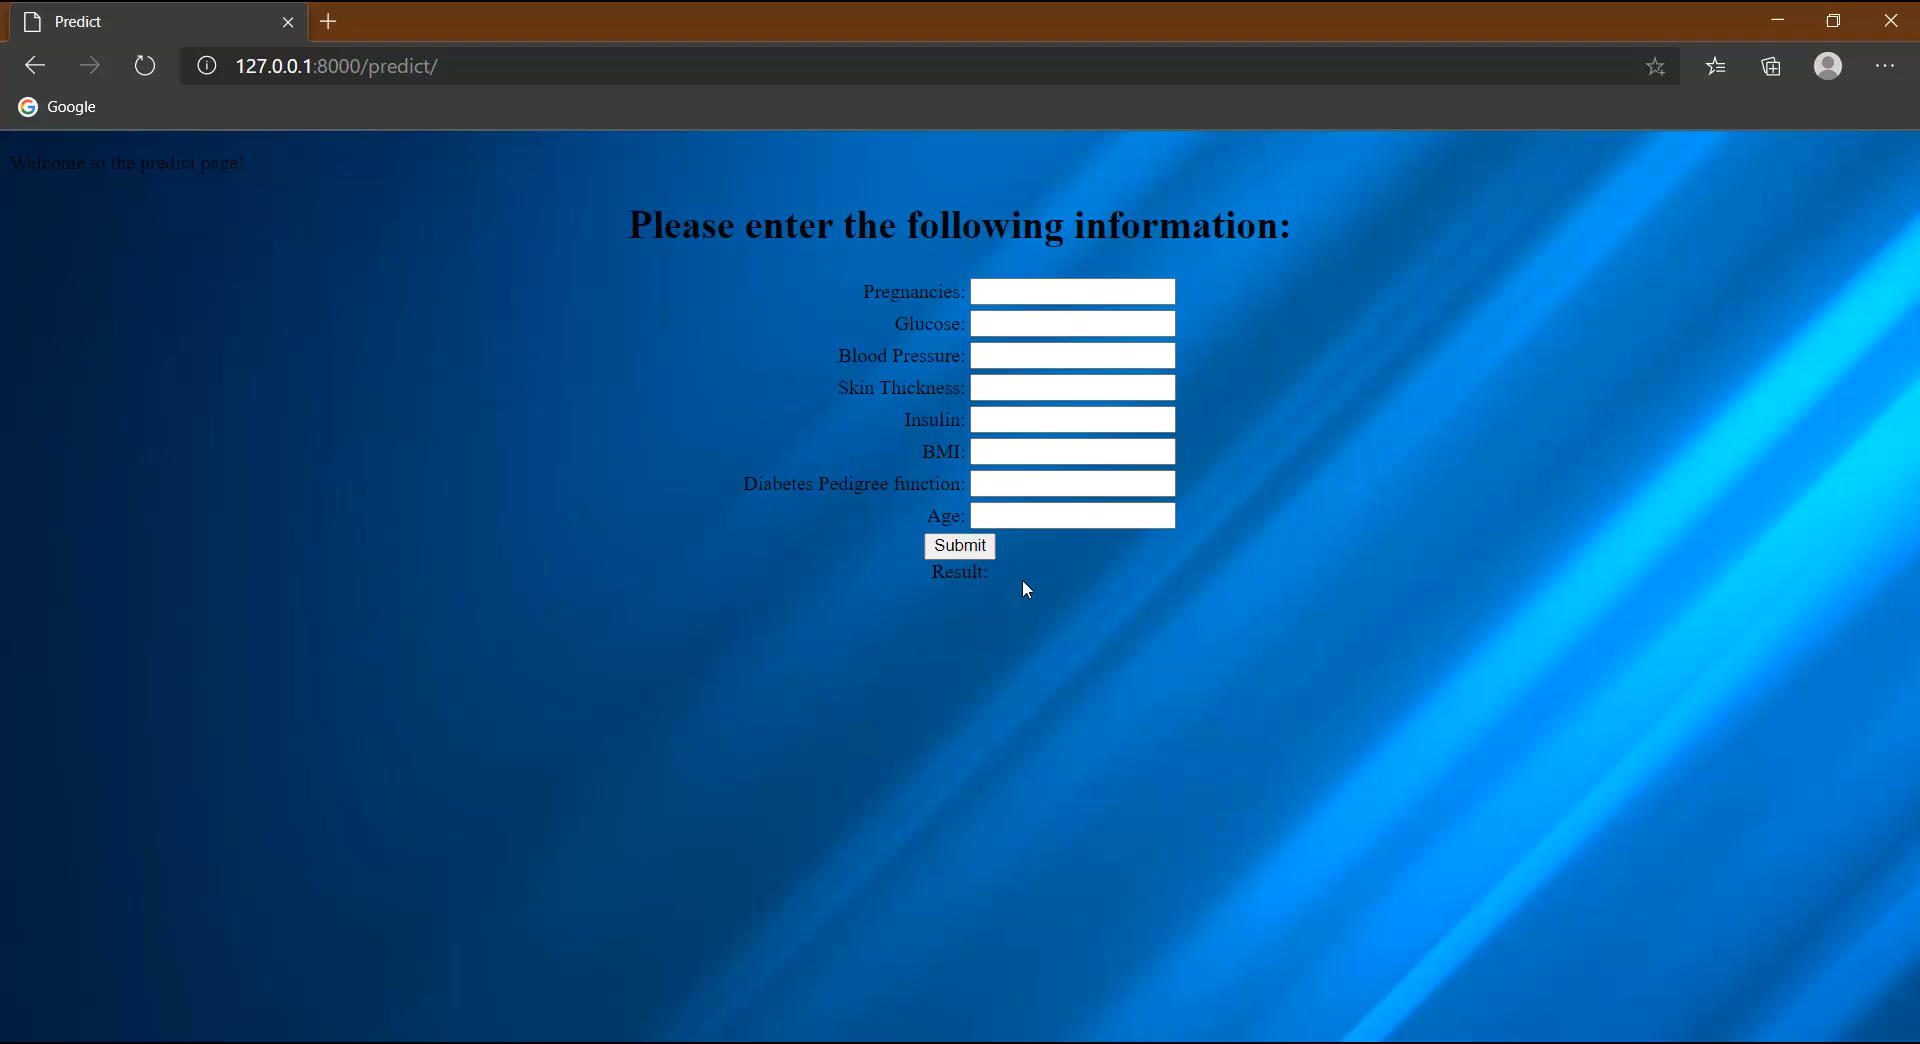 Predict
127.0.0.1:8000/predict/
Google
Welcome to the predict page!
Please enter the following information:
Pregnancies:
Glucose:
Blood Pressure:
Skin Thickness:
Insulin:
BMI:
Diabetes Pedigree function:
Age:
Submit
Result: